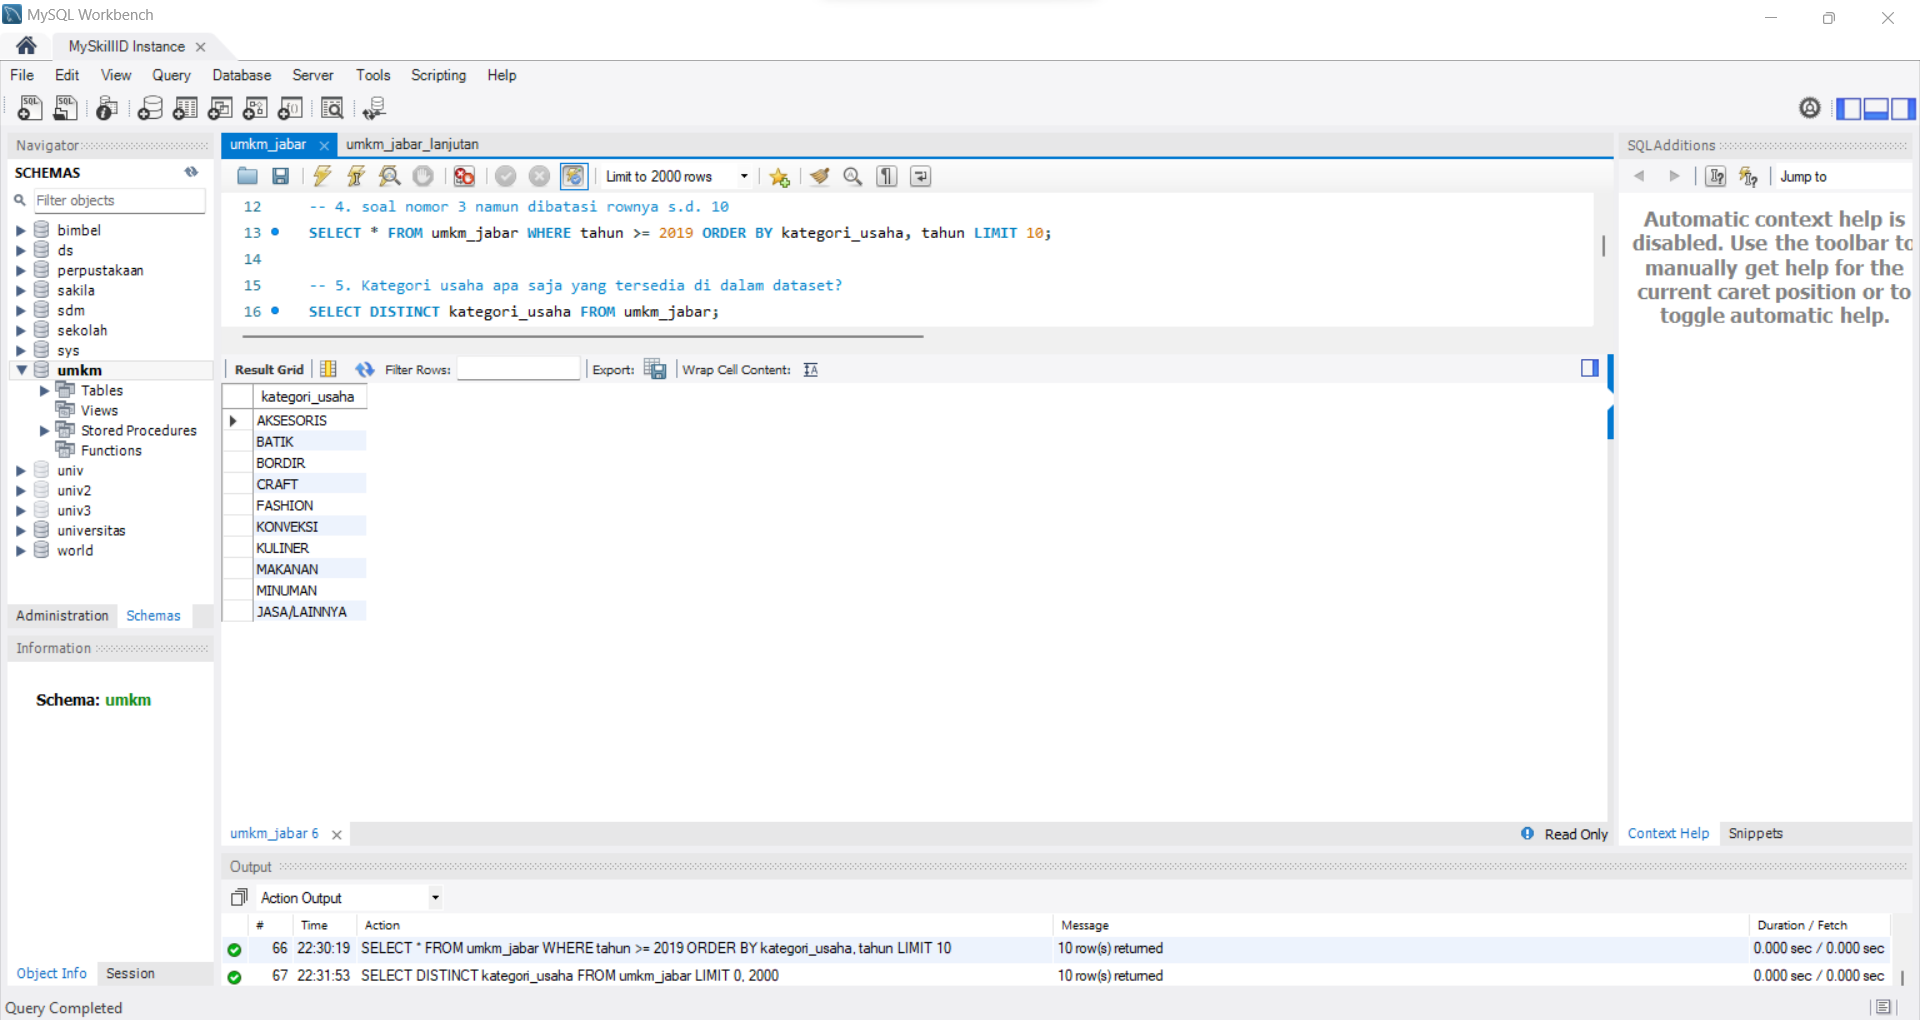 MySQL Workbench
MySkillID Instance
File Edit View Query Database Server Tools Scripting Help
Navigator
SCHEMAS
Filter objects
bimbel
ds
perpustakaan
sakila
sdm
sekolah
sys
umkm
Tables
Views
Stored Procedures
Functions
univ
univ2
univ3
universitas
world
Administration Schemas
Information
Schema: umkm
Object Info Session
umkm_jabar umkm_jabar_lanjutan
Limit to 2000 rows
12 -- 4. soal nomor 3 namun dibatasi rownya s.d. 10
13 SELECT * FROM umkm_jabar WHERE tahun >= 2019 ORDER BY kategori_usaha, tahun LIMIT 10;
14
15 -- 5. Kategori usaha apa saja yang tersedia di dalam dataset?
16 SELECT DISTINCT kategori_usaha FROM umkm_jabar;
Result Grid Filter Rows: Export: Wrap Cell Content:
kategori_usaha
AKSESORIS
BATIK
BORDIR
CRAFT
FASHION
KONVEKSI
KULINER
MAKANAN
MINUMAN
JASA/LAINNYA
umkm_jabar 6 Read Only
SQLAdditions
Jump to
Automatic context help is
disabled. Use the toolbar to
manually get help for the
current caret position or to
toggle automatic help.
Context Help Snippets
Output
Action Output
# Time Action Message Duration / Fetch
66 22:30:19 SELECT * FROM umkm_jabar WHERE tahun >= 2019 ORDER BY kategori_usaha, tahun LIMIT 10 10 row(s) returned 0.000 sec / 0.000 sec
67 22:31:53 SELECT DISTINCT kategori_usaha FROM umkm_jabar LIMIT 0, 2000 10 row(s) returned 0.000 sec / 0.000 sec
Query Completed